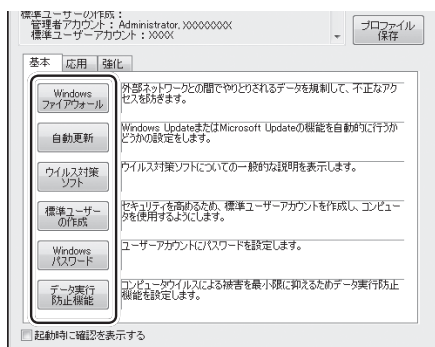 標準ユーザーの作成:
管理者アカウント: Administrator, XXXXXXXX
標準ユーザーアカウント: XXXX
プロファイル
保存
基本 応用 強化
Windows
ファイアウォール
外部ネットワークとの間でやりとりされるデータを規制して、不正なアク
セスを防ぎます。
自動更新
Windows UpdateまたはMicrosoft Updateの機能を自動的に行うか
どうかの設定をします。
ウイルス対策
ソフト
ウイルス対策ソフトについての一般的な説明を表示します。
標準ユーザー
の作成
セキュリティを高めるため、標準ユーザーアカウントを作成し、コンピュー
タを使用するようにします。
Windows
パスワード
ユーザーアカウントにパスワードを設定します。
データ実行
防止機能
コンピュータウイルスによる被害を最小限に抑えるためデータ実行防止
機能を設定します。
起動時に確認を表示する